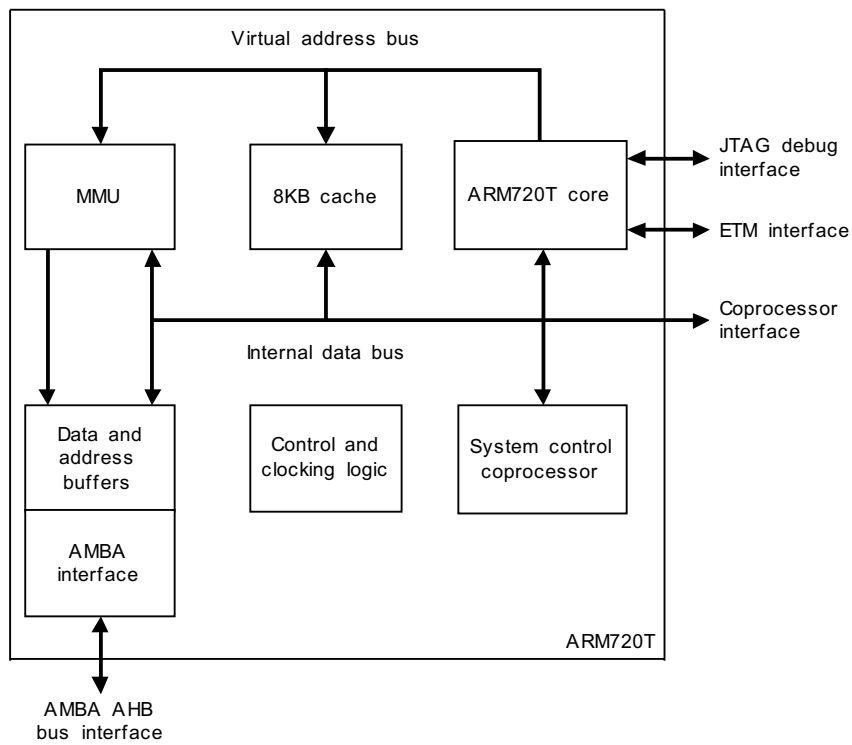 Virtual address bus
MMU
8KB cache
ARM720T core
JTAG debug
interface
ETM interface
Coprocessor
interface
Internal data bus
Data and
address
buffers
Control and
clocking logic
System control
coprocessor
AMBA
interface
ARM720T
AMBA AHB
bus interface